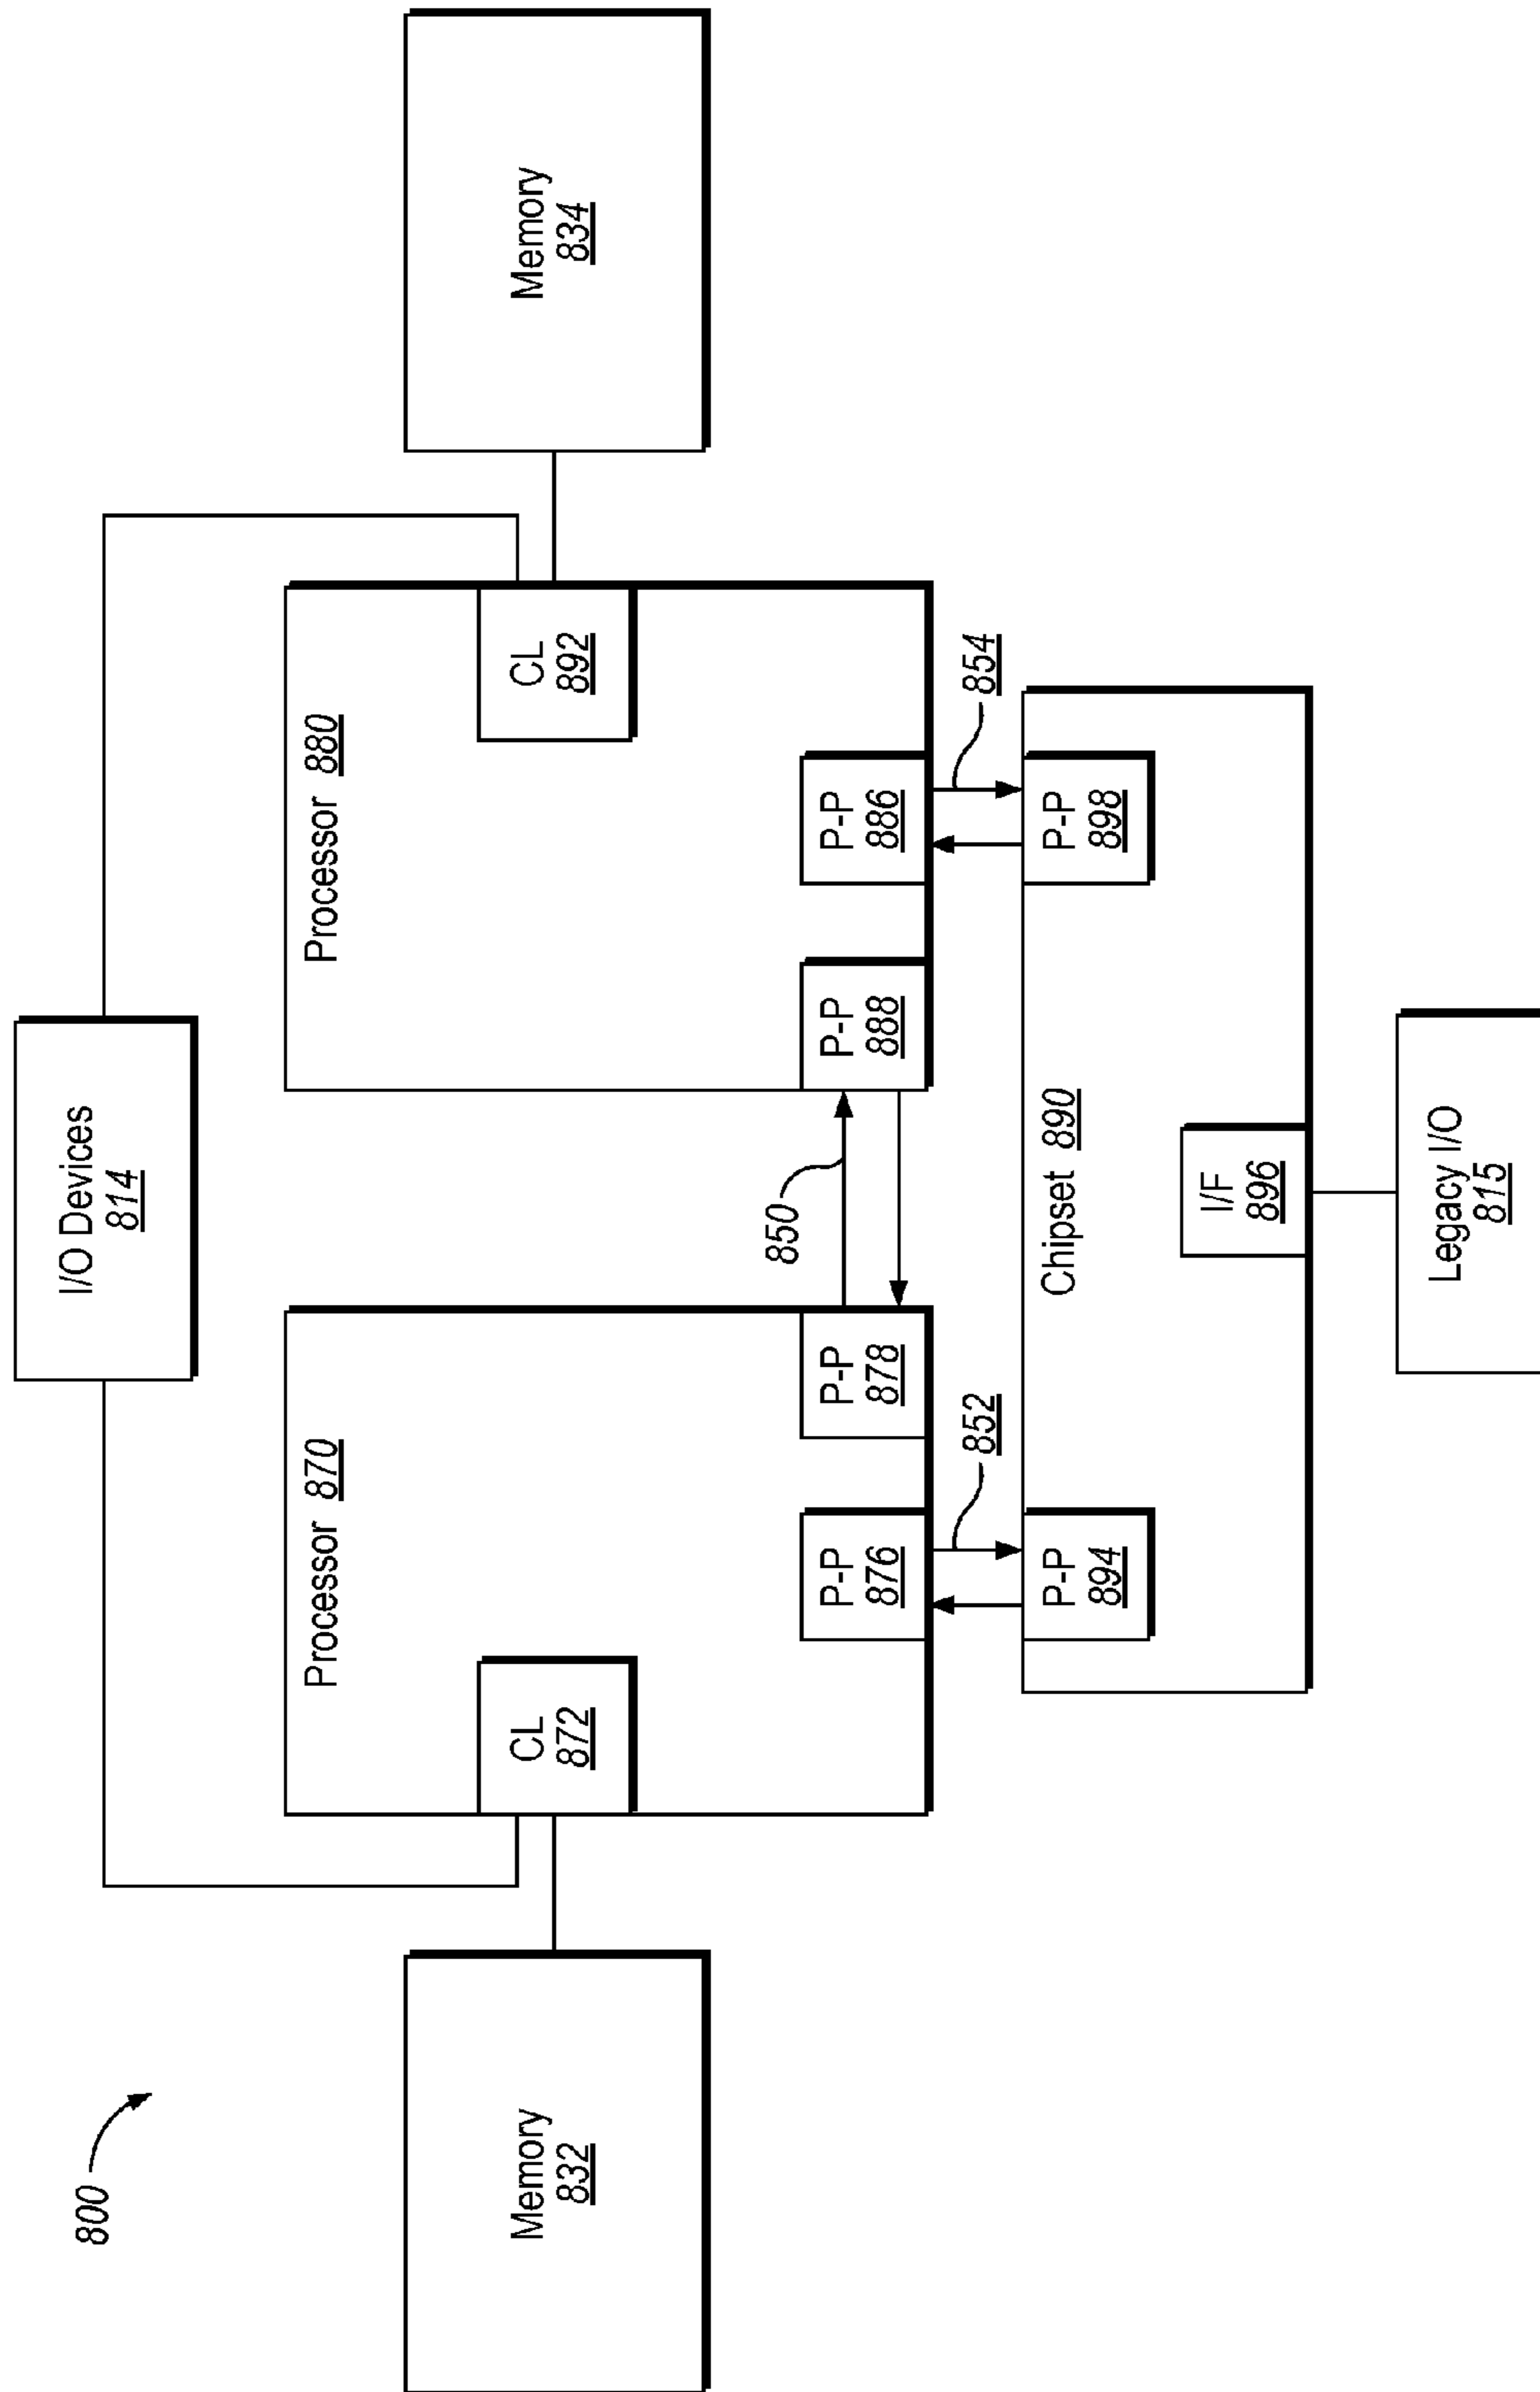 800
I/O Devices
814
Memory
832
Processor 870
CL
872
P-P
876
P-P
878
850
Processor 880
CL
892
P-P
888
P-P
886
Memory
834
852
854
P-P
894
Chipset 890
P-P
898
I/F
896
Legacy I/O
815